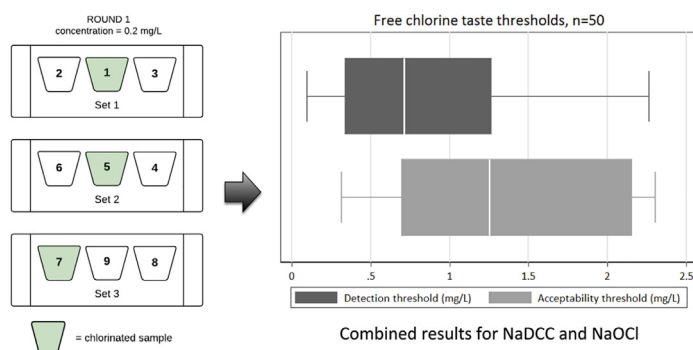 ROUND 1
concentration = 0.2 mg/L
2 1 3
Set 1
6 5 4
Set 2
7 9 8
Set 3
= chlorinated sample
Free chlorine taste thresholds, n=50
0 .5 1 1.5 2 2.5
Detection threshold (mg/L) Acceptability threshold (mg/L)
Combined results for NaDCC and NaOCl